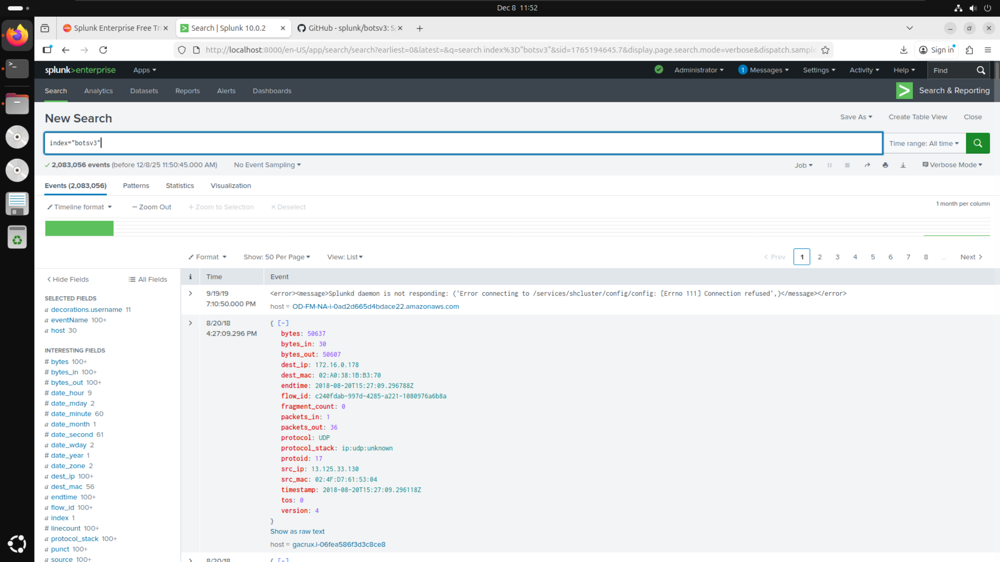 Dec 8 11:52
Splunk Enterprise Free Tri
Search | Splunk 10.0.2
GitHub - splunk/botsv3: S
http://localhost:8000/en-US/app/search/search?earliest=0&latest=&q=search index%3D"botsv3"&sid=1765194645.7&display.page.search.mode=verbose&dispatch.sample
Sign in
splunk>enterprise
Apps
Administrator
1 Messages
Settings
Activity
Help
Find
Search
Analytics
Datasets
Reports
Alerts
Dashboards
Search & Reporting
New Search
Save As
Create Table View
Close
index="botsv3"
Time range: All time
2,083,056 events (before 12/8/25 11:50:45.000 AM)
No Event Sampling
Job
Verbose Mode
Events (2,083,056)
Patterns
Statistics
Visualization
Timeline format
— Zoom Out
+ Zoom to Selection
× Deselect
1 month per column
Format
Show: 50 Per Page
View: List
< Prev
1
2
3
4
5
6
7
8
...
Next >
< Hide Fields
All Fields
SELECTED FIELDS
a decorations.username 11
a eventName 100+
a host 30
INTERESTING FIELDS
# bytes 100+
# bytes_in 100+
# bytes_out 100+
# date_hour 9
# date_mday 2
# date_minute 60
a date_month 1
# date_second 61
a date_wday 2
# date_year 1
a date_zone 2
a dest_ip 100+
a dest_mac 56
a endtime 100+
a flow_id 100+
a index 1
# linecount 100+
a protocol_stack 100+
a punct 100+
a source 100+
i
Time
Event
9/19/19
7:10:50.000 PM
<error><message>Splunkd daemon is not responding: ('Error connecting to /services/shcluster/config/config: [Errno 111] Connection refused',)</message></error>
host = OD-FM-NA-i-0ad2d665d4bdace22.amazonaws.com
8/20/18
4:27:09.296 PM
{ [-]
bytes: 50637
bytes_in: 30
bytes_out: 50607
dest_ip: 172.16.0.178
dest_mac: 02:A0:38:1B:B3:70
endtime: 2018-08-20T15:27:09.296788Z
flow_id: c240fdab-997d-4285-a221-1080976a6b8a
fragment_count: 0
packets_in: 1
packets_out: 36
protocol: UDP
protocol_stack: ip:udp:unknown
protoid: 17
src_ip: 13.125.33.130
src_mac: 02:4F:D7:61:53:04
timestamp: 2018-08-20T15:27:09.296118Z
tos: 0
version: 4
}
Show as raw text
host = gacrux.i-06fea586f3d3c8ce8
8/20/18
{ [-]